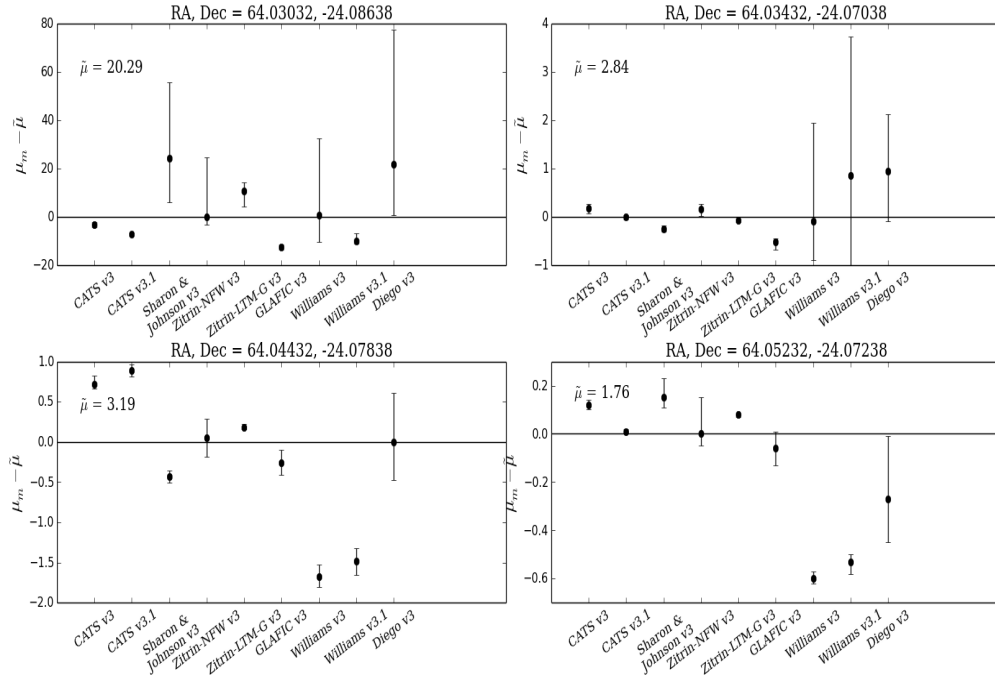 RA, Dec = 64.03032, -24.08638
μ̃ = 20.29
μ_m − μ̃
80
60
40
20
0
−20
CATS v3
CATS v3.1
Sharon &
Johnson v3
Zitrin-NFW v3
Zitrin-LTM-G v3
GLAFIC v3
Williams v3
Williams v3.1
Diego v3
RA, Dec = 64.03432, -24.07038
μ̃ = 2.84
μ_m − μ̃
4
3
2
1
0
−1
CATS v3
CATS v3.1
Sharon &
Johnson v3
Zitrin-NFW v3
Zitrin-LTM-G v3
GLAFIC v3
Williams v3
Williams v3.1
Diego v3
RA, Dec = 64.04432, -24.07838
μ̃ = 3.19
μ_m − μ̃
1.0
0.5
0.0
−0.5
−1.0
−1.5
−2.0
CATS v3
CATS v3.1
Sharon &
Johnson v3
Zitrin-NFW v3
Zitrin-LTM-G v3
GLAFIC v3
Williams v3
Williams v3.1
Diego v3
RA, Dec = 64.05232, -24.07238
μ̃ = 1.76
μ_m − μ̃
0.2
0.0
−0.2
−0.4
−0.6
CATS v3
CATS v3.1
Sharon &
Johnson v3
Zitrin-NFW v3
Zitrin-LTM-G v3
GLAFIC v3
Williams v3
Williams v3.1
Diego v3